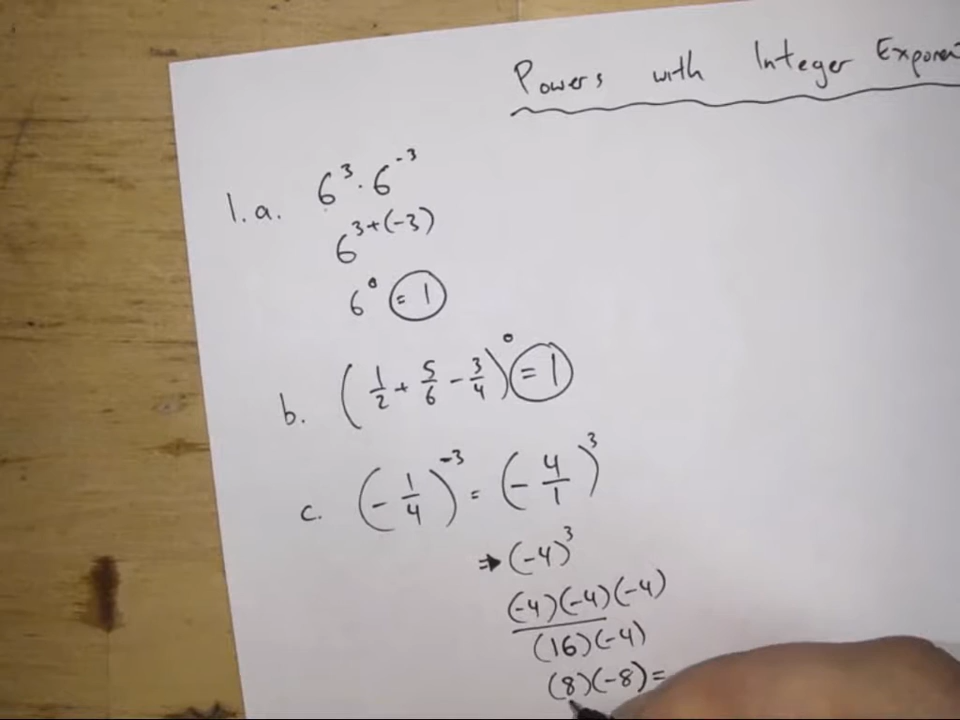 Powers with Integer
1.a. 6³ · 6⁻³
6³⁺⁽⁻³⁾
6⁰ = 1
b. (1/2 + 5/6 - 3/4)⁰ = 1
c. (-1/4)⁻³ = (-4/1)³
⇒ (-4)³
(-4)(-4)(-4)
(16)(-4)
(8)(-8) =